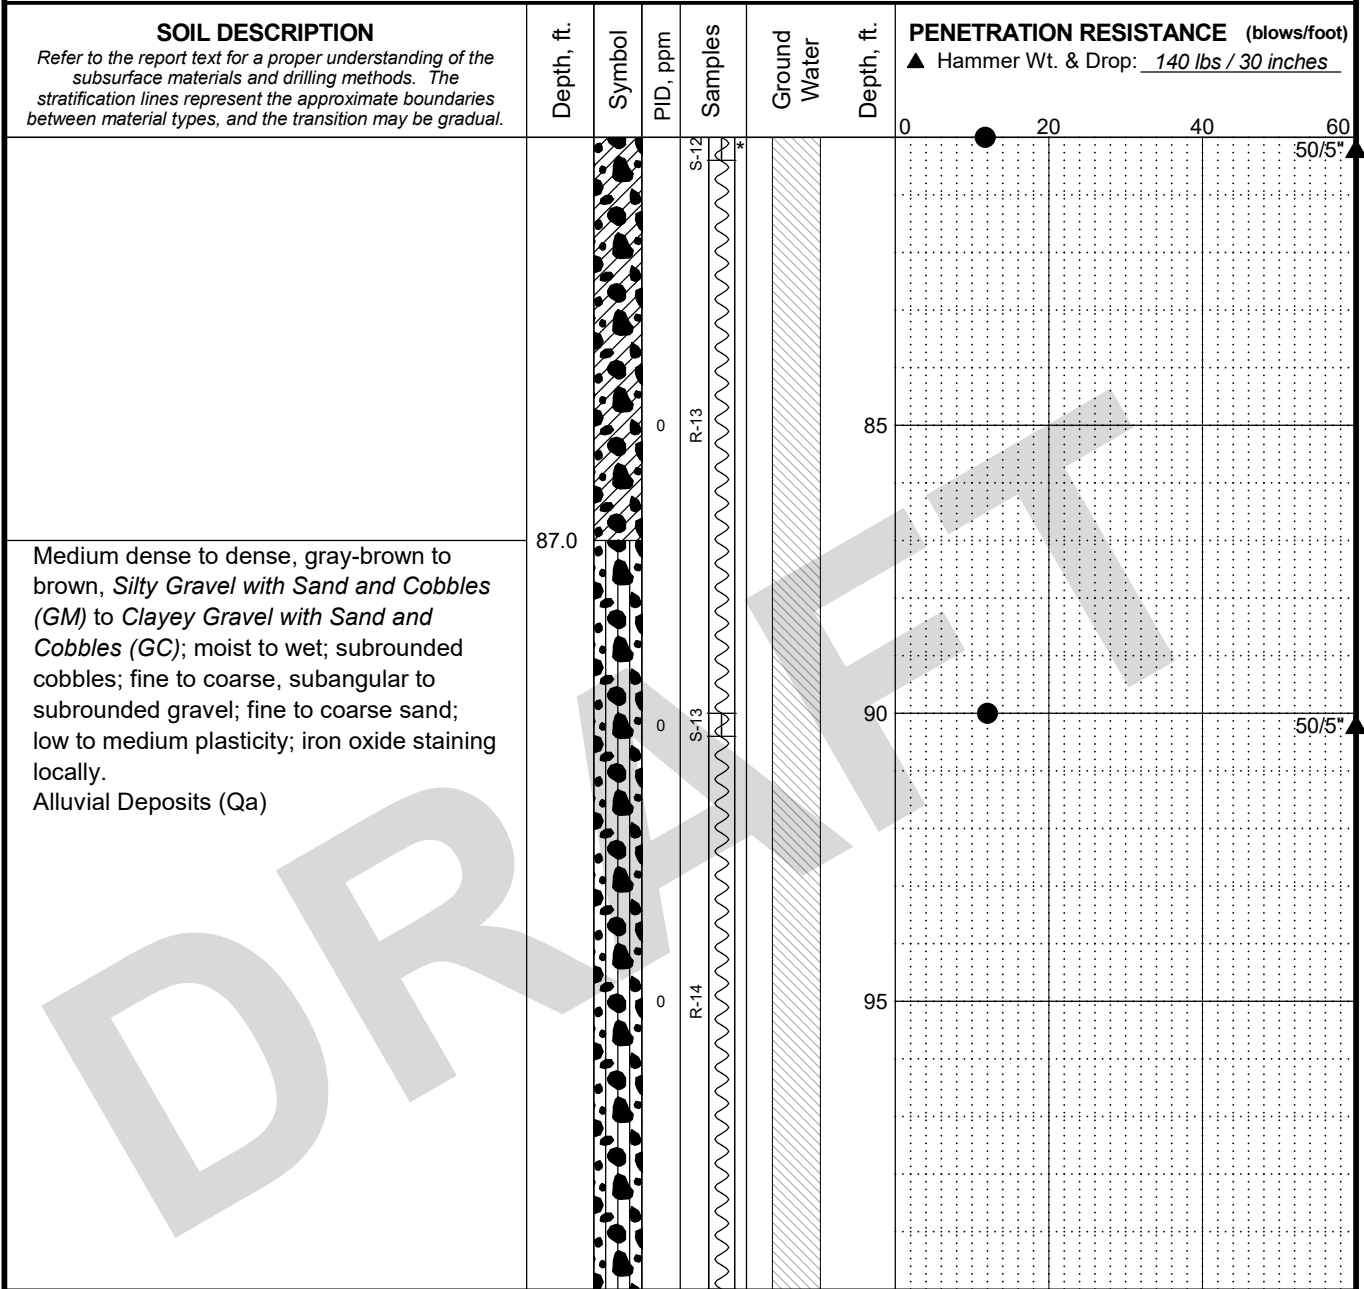 SOIL DESCRIPTION
Refer to the report text for a proper understanding of the
subsurface materials and drilling methods. The
stratification lines represent the approximate boundaries
between material types, and the transition may be gradual.
Depth, ft.
Symbol
PID, ppm
Samples
Ground
Water
Depth, ft.
PENETRATION RESISTANCE (blows/foot)
▲ Hammer Wt. & Drop: 140 lbs / 30 inches
0 20 40 60
S-12 *
50/5"
0 R-13 85
87.0
Medium dense to dense, gray-brown to
brown, Silty Gravel with Sand and Cobbles
(GM) to Clayey Gravel with Sand and
Cobbles (GC); moist to wet; subrounded
cobbles; fine to coarse, subangular to
subrounded gravel; fine to coarse sand;
low to medium plasticity; iron oxide staining
locally.
Alluvial Deposits (Qa)
0 S-13 90 50/5"
0 R-14 95
DRAFT